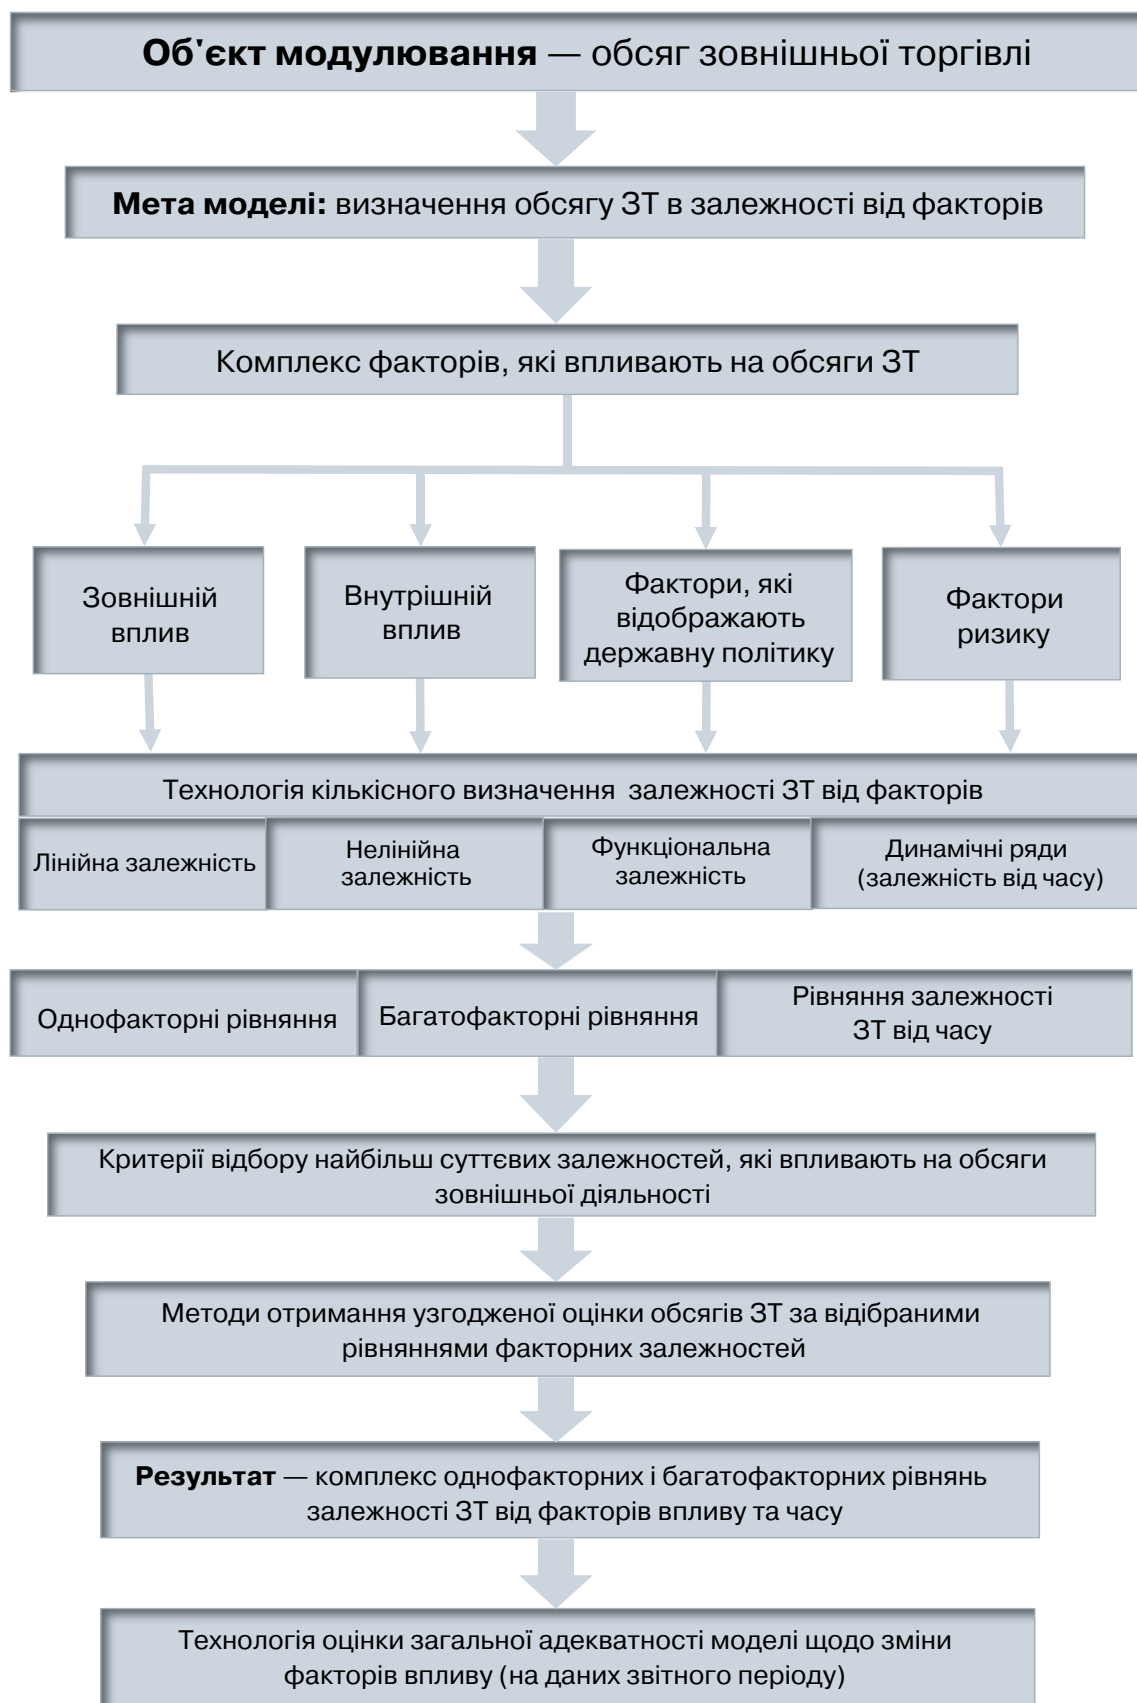 Об'єкт модулювання — обсяг зовнішньої торгівлі
Мета моделі: визначення обсягу ЗТ в залежності від факторів
Комплекс факторів, які впливають на обсяги ЗТ
Зовнішній
вплив
Внутрішній
вплив
Фактори, які
відображають
державну політику
Фактори
ризику
Технологія кількісного визначення залежності ЗТ від факторів
Лінійна залежність
Нелінійна
залежність
Функціональна
залежність
Динамічні ряди
(залежність від часу)
Однофакторні рівняння
Багатофакторні рівняння
Рівняння залежності
ЗТ від часу
Критерії відбору найбільш суттєвих залежностей, які впливають на обсяги
зовнішньої діяльності
Методи отримання узгодженої оцінки обсягів ЗТ за відібраними
рівняннями факторних залежностей
Результат — комплекс однофакторних і багатофакторних рівнянь
залежності ЗТ від факторів впливу та часу
Технологія оцінки загальної адекватності моделі щодо зміни
факторів впливу (на даних звітного періоду)